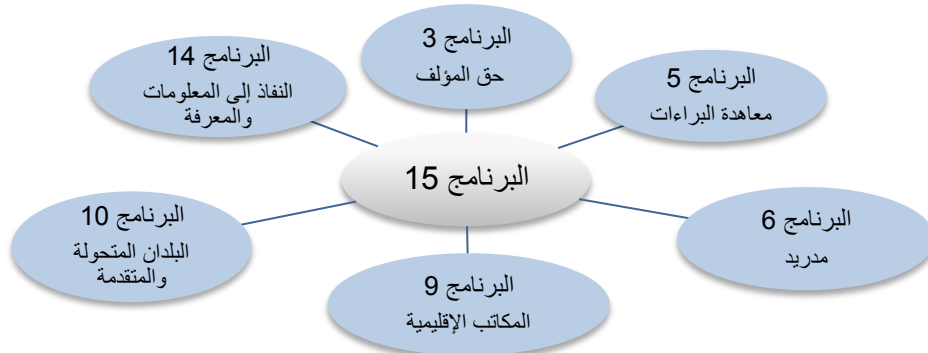 البرنامج 3
حق المؤلف
البرنامج 5
معاهدة البراءات
البرنامج 14
النفاذ إلى المعلومات
والمعرفة
البرنامج 15
البرنامج 6
مدريد
البرنامج 10
البلدان المتحولة
والمتقدمة
البرنامج 9
المكاتب الإقليمية